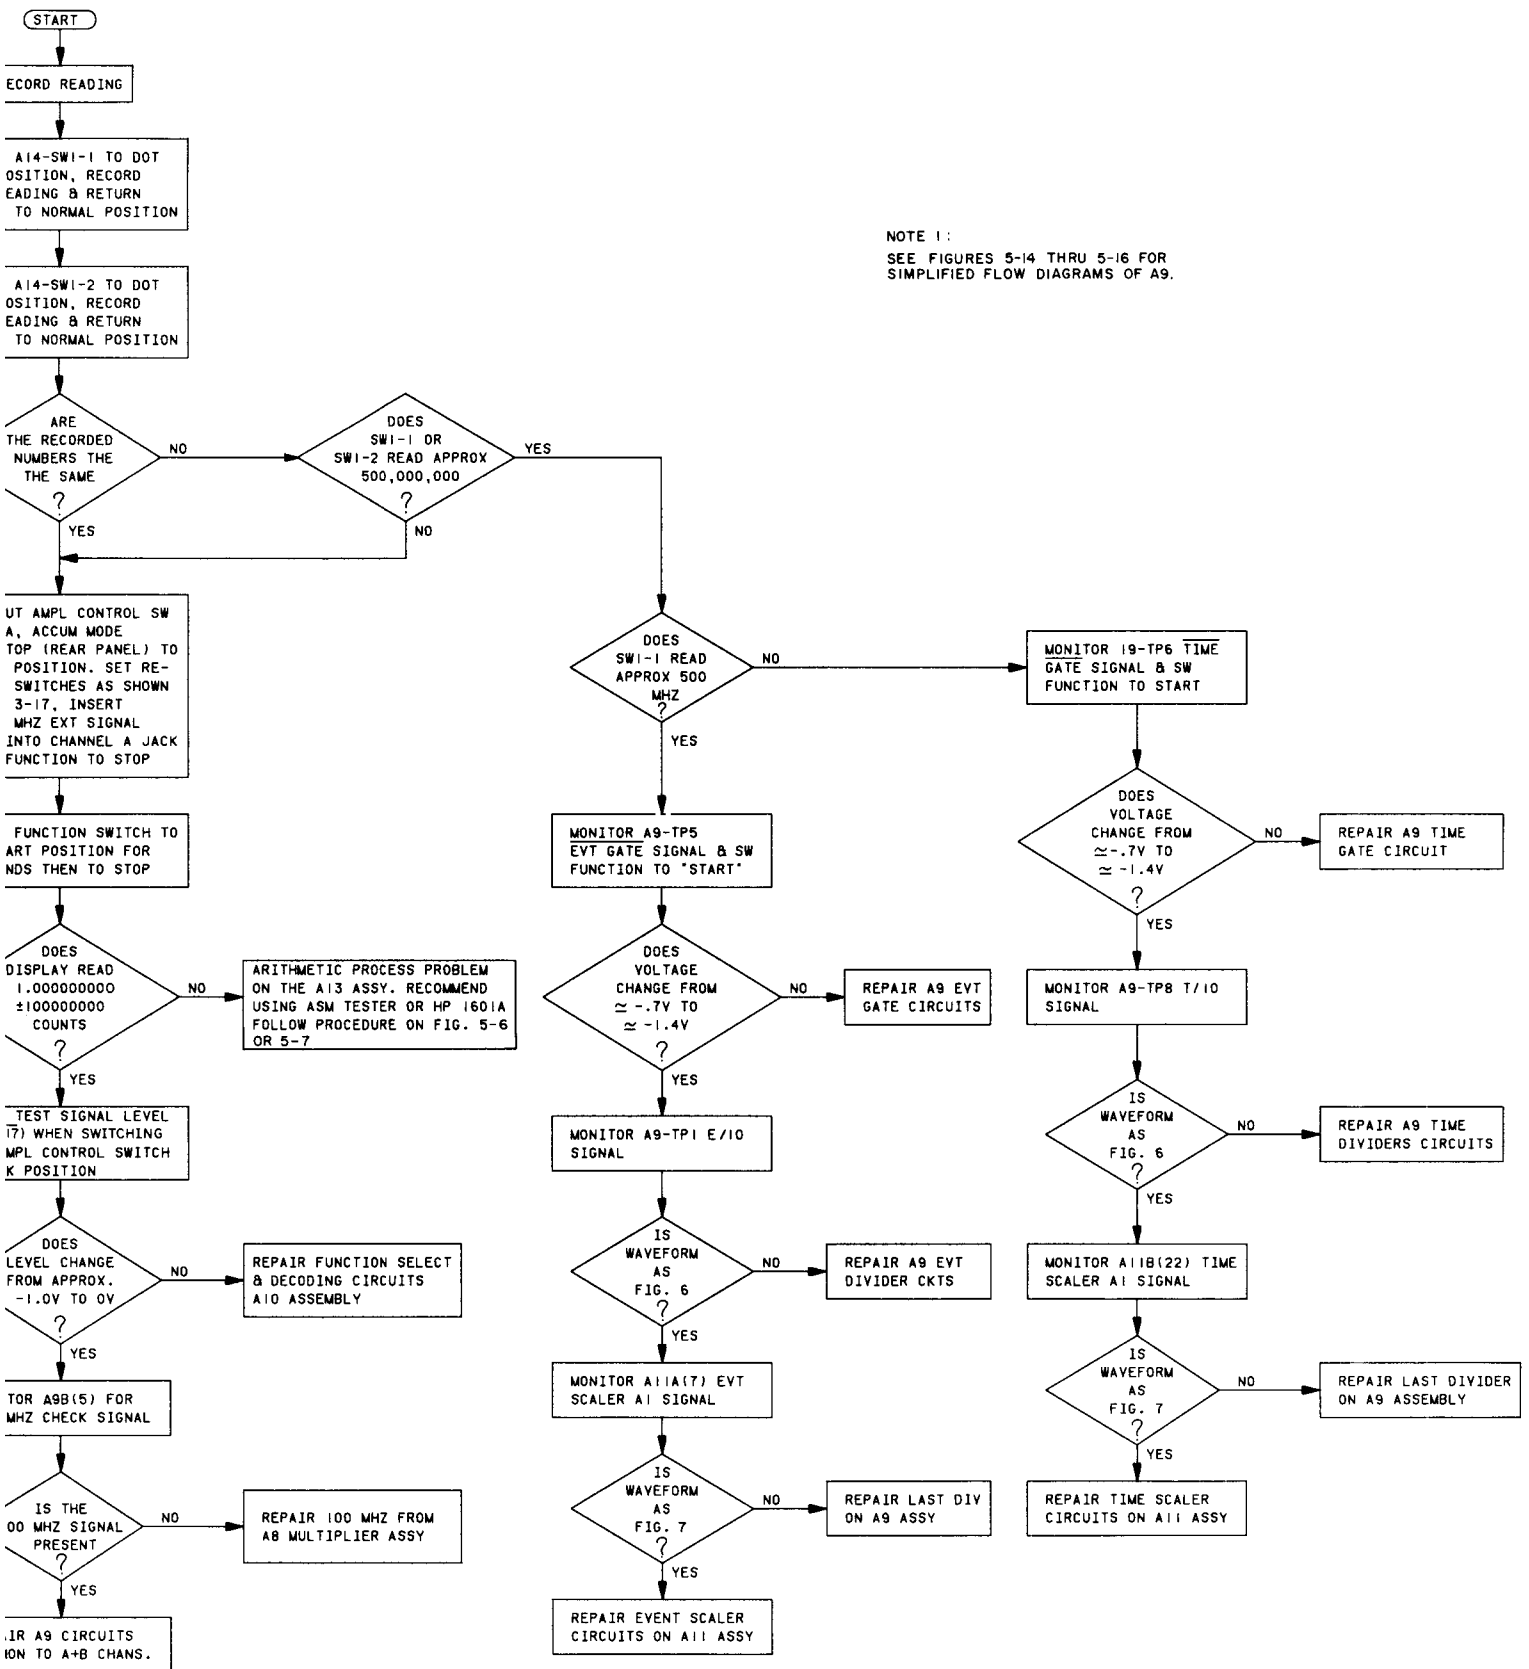 START
ECORD READING
A14-SW1-1 TO DOT
OSITION, RECORD
EADING & RETURN
TO NORMAL POSITION
A14-SW1-2 TO DOT
OSITION, RECORD
EADING & RETURN
TO NORMAL POSITION
ARE
THE RECORDED
NUMBERS THE
THE SAME
?
NO
YES
DOES
SW1-1 OR
SW1-2 READ APPROX
500,000,000
?
YES
NO
NOTE 1:
SEE FIGURES 5-14 THRU 5-16 FOR
SIMPLIFIED FLOW DIAGRAMS OF A9.
UT AMPL CONTROL SW
A, ACCUM MODE
TOP (REAR PANEL) TO
POSITION. SET RE-
SWITCHES AS SHOWN
3-17, INSERT
MHZ EXT SIGNAL
INTO CHANNEL A JACK
FUNCTION TO STOP
FUNCTION SWITCH TO
ART POSITION FOR
NDS THEN TO STOP
DOES
DISPLAY READ
1.000000000
±100000000
COUNTS
?
NO
YES
ARITHMETIC PROCESS PROBLEM
ON THE A13 ASSY. RECOMMEND
USING ASM TESTER OR HP 1601A
FOLLOW PROCEDURE ON FIG. 5-6
OR 5-7
TEST SIGNAL LEVEL
17) WHEN SWITCHING
MPL CONTROL SWITCH
K POSITION
DOES
LEVEL CHANGE
FROM APPROX.
-1.0V TO 0V
?
NO
YES
REPAIR FUNCTION SELECT
& DECODING CIRCUITS
A10 ASSEMBLY
TOR A9B(5) FOR
MHZ CHECK SIGNAL
IS THE
00 MHZ SIGNAL
PRESENT
?
NO
YES
REPAIR 100 MHZ FROM
A8 MULTIPLIER ASSY
IR A9 CIRCUITS
ON TO A+B CHANS.
DOES
SW1-1 READ
APPROX 500
MHZ
?
NO
YES
MONITOR A9-TP5
EVT GATE SIGNAL & SW
FUNCTION TO "START"
DOES
VOLTAGE
CHANGE FROM
≃ -.7V TO
≃ -1.4V
?
NO
YES
REPAIR A9 EVT
GATE CIRCUITS
MONITOR A9-TP1 E/10
SIGNAL
IS
WAVEFORM
AS
FIG. 6
?
NO
YES
REPAIR A9 EVT
DIVIDER CKTS
MONITOR A11A(7) EVT
SCALER A1 SIGNAL
IS
WAVEFORM
AS
FIG. 7
?
NO
YES
REPAIR LAST DIV
ON A9 ASSY
REPAIR EVENT SCALER
CIRCUITS ON A11 ASSY
MONITOR 19-TP6 TIME
GATE SIGNAL & SW
FUNCTION TO START
DOES
VOLTAGE
CHANGE FROM
≃-.7V TO
≃ -1.4V
?
NO
YES
REPAIR A9 TIME
GATE CIRCUIT
MONITOR A9-TP8 T/10
SIGNAL
IS
WAVEFORM
AS
FIG. 6
?
NO
YES
REPAIR A9 TIME
DIVIDERS CIRCUITS
MONITOR A11B(22) TIME
SCALER A1 SIGNAL
IS
WAVEFORM
AS
FIG. 7
?
NO
YES
REPAIR LAST DIVIDER
ON A9 ASSEMBLY
REPAIR TIME SCALER
CIRCUITS ON A11 ASSY